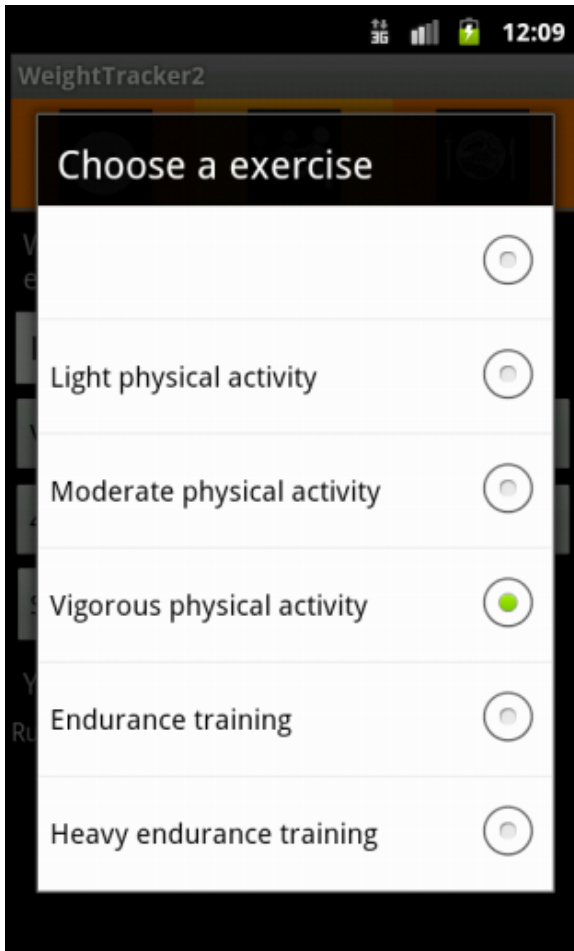 3G 12:09
WeightTracker2
Choose a exercise
Light physical activity
Moderate physical activity
Vigorous physical activity
Endurance training
Heavy endurance training